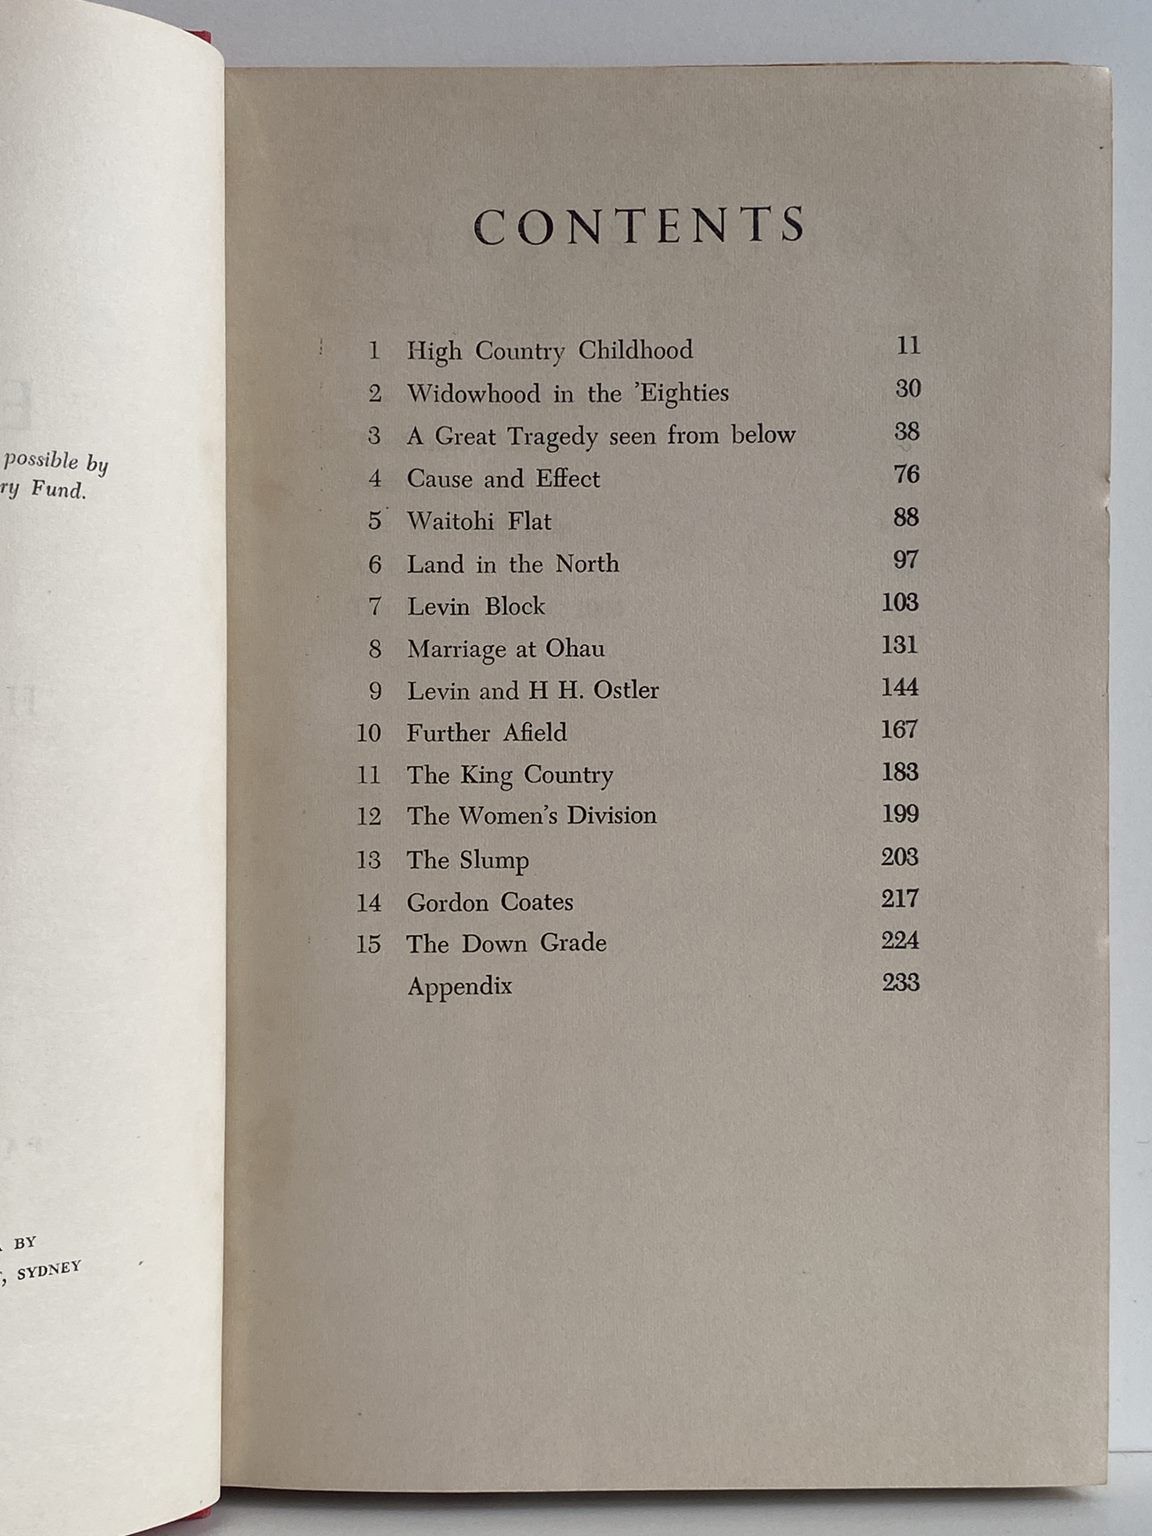 possible by
ry Fund.
BY
, SYDNEY
CONTENTS
1 High Country Childhood 11
2 Widowhood in the 'Eighties 30
3 A Great Tragedy seen from below 38
4 Cause and Effect 76
5 Waitohi Flat 88
6 Land in the North 97
7 Levin Block 103
8 Marriage at Ohau 131
9 Levin and H H. Ostler 144
10 Further Afield 167
11 The King Country 183
12 The Women's Division 199
13 The Slump 203
14 Gordon Coates 217
15 The Down Grade 224
Appendix 233